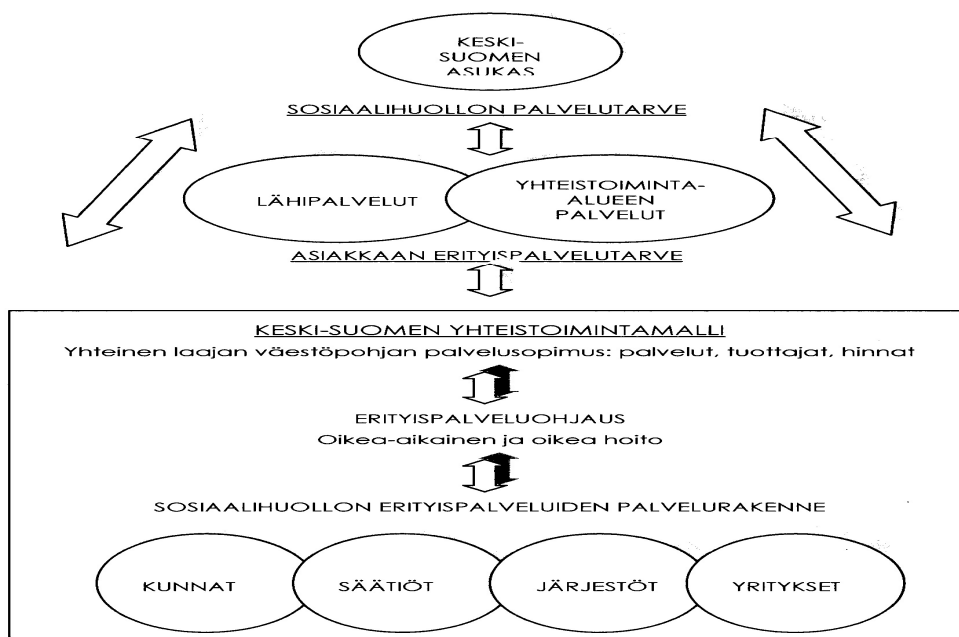 KESKI-
SUOMEN
ASUKAS
SOSIAALIHUOLLON PALVELUTARVE
LÄHIPALVELUT
YHTEISTOIMINTA-
ALUEEN
PALVELUT
ASIAKKAAN ERITYISPALVELUTARVE
KESKI-SUOMEN YHTEISTOIMINTAMALLI
Yhteinen laajan väestöpohjan palvelusopimus: palvelut, tuottajat, hinnat
ERITYISPALVELUOHJAUS
Oikea-aikainen ja oikea hoito
SOSIAALIHUOLLON ERITYISPALVELUIDEN PALVELURAKENNE
KUNNAT
SÄÄTIÖT
JÄRJESTÖT
YRITYKSET